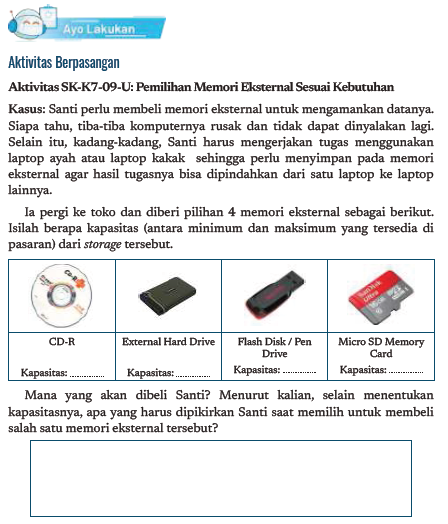 Ayo Lakukan
Aktivitas Berpasangan
Aktivitas SK-K7-09-U: Pemilihan Memori Eksternal Sesuai Kebutuhan
Kasus: Santi perlu membeli memori eksternal untuk mengamankan datanya.
Siapa tahu, tiba-tiba komputernya rusak dan tidak dapat dinyalakan lagi.
Selain itu, kadang-kadang, Santi harus mengerjakan tugas menggunakan
laptop ayah atau laptop kakak sehingga perlu menyimpan pada memori
eksternal agar hasil tugasnya bisa dipindahkan dari satu laptop ke laptop
lainnya.
Ia pergi ke toko dan diberi pilihan 4 memori eksternal sebagai berikut.
Isilah berapa kapasitas (antara minimum dan maksimum yang tersedia di
pasaran) dari storage tersebut.
CD-R
SanDisk
Ultra
CD-R
Kapasitas: ............
External Hard Drive
Kapasitas: ............
Flash Disk / Pen
Drive
Kapasitas: ............
Micro SD Memory
Card
Kapasitas: ............
Mana yang akan dibeli Santi? Menurut kalian, selain menentukan
kapasitasnya, apa yang harus dipikirkan Santi saat memilih untuk membeli
salah satu memori eksternal tersebut?